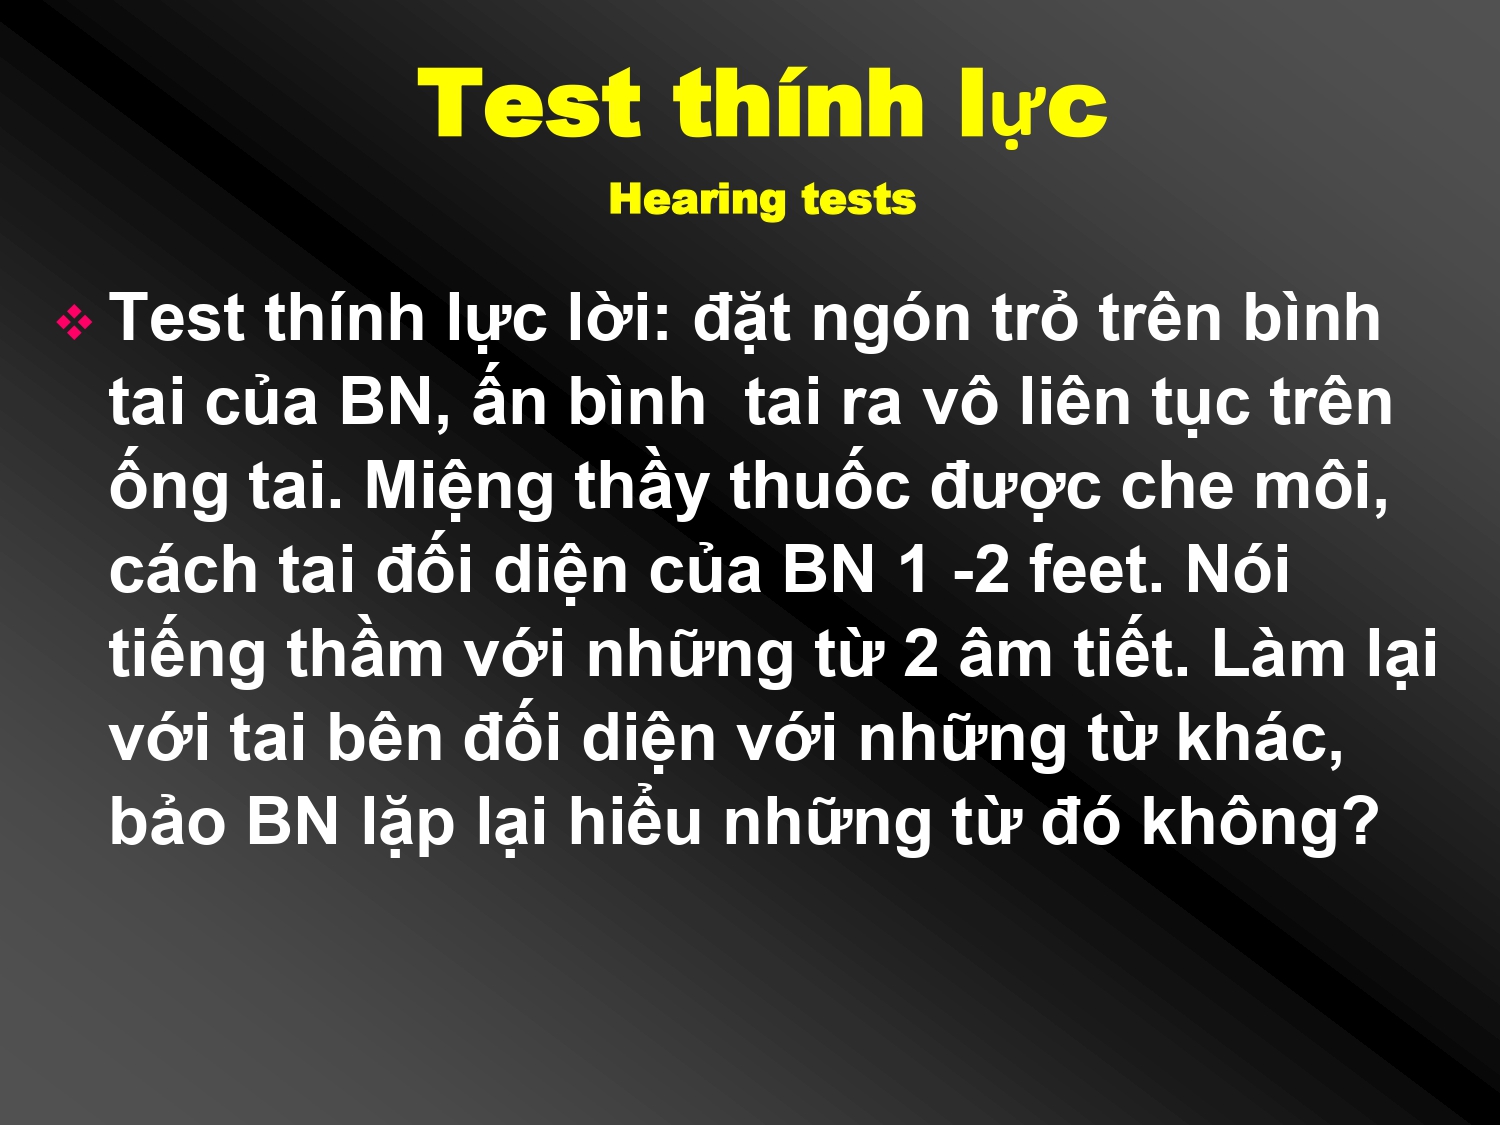 Test thính lực
Hearing tests
❖ Test thính lực lời: đặt ngón trỏ trên bình
tai của BN, ấn bình  tai ra vô liên tục trên
ống tai. Miệng thầy thuốc được che môi,
cách tai đối diện của BN 1 -2 feet. Nói
tiếng thầm với những từ 2 âm tiết. Làm lại
với tai bên đối diện với những từ khác,
bảo BN lặp lại hiểu những từ đó không?